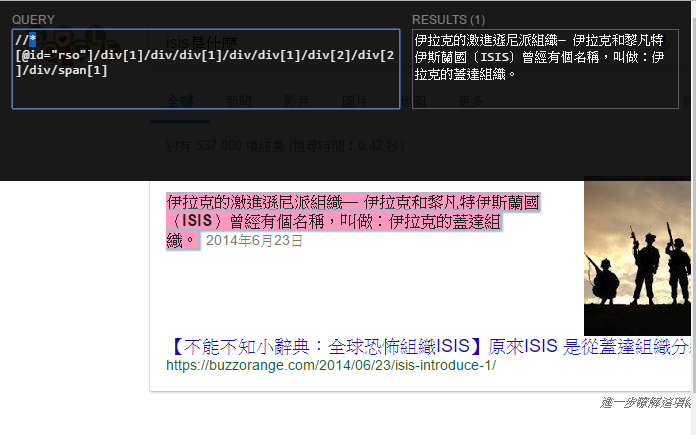 QUERY
//*
[@id="rso"]/div[1]/div/div[1]/div/div[1]/div[2]/div[2
]/div/span[1]
RESULTS (1)
伊拉克的激進遜尼派組織— 伊拉克和黎凡特
伊斯蘭國（ISIS）曾經有個名稱，叫做：伊
拉克的蓋達組織。
isis是什麼
全部
新聞
影片
圖片
地圖
更多
約有 537,000 項結果 (搜尋時間：0.42 秒)
伊拉克的激進遜尼派組織— 伊拉克和黎凡特伊斯蘭國
（ISIS）曾經有個名稱，叫做：伊拉克的蓋達組
織。 2014年6月23日
【不能不知小辭典：全球恐怖組織ISIS】原來ISIS 是從蓋達組織分
https://buzzorange.com/2014/06/23/isis-introduce-1/
進一步瞭解這項